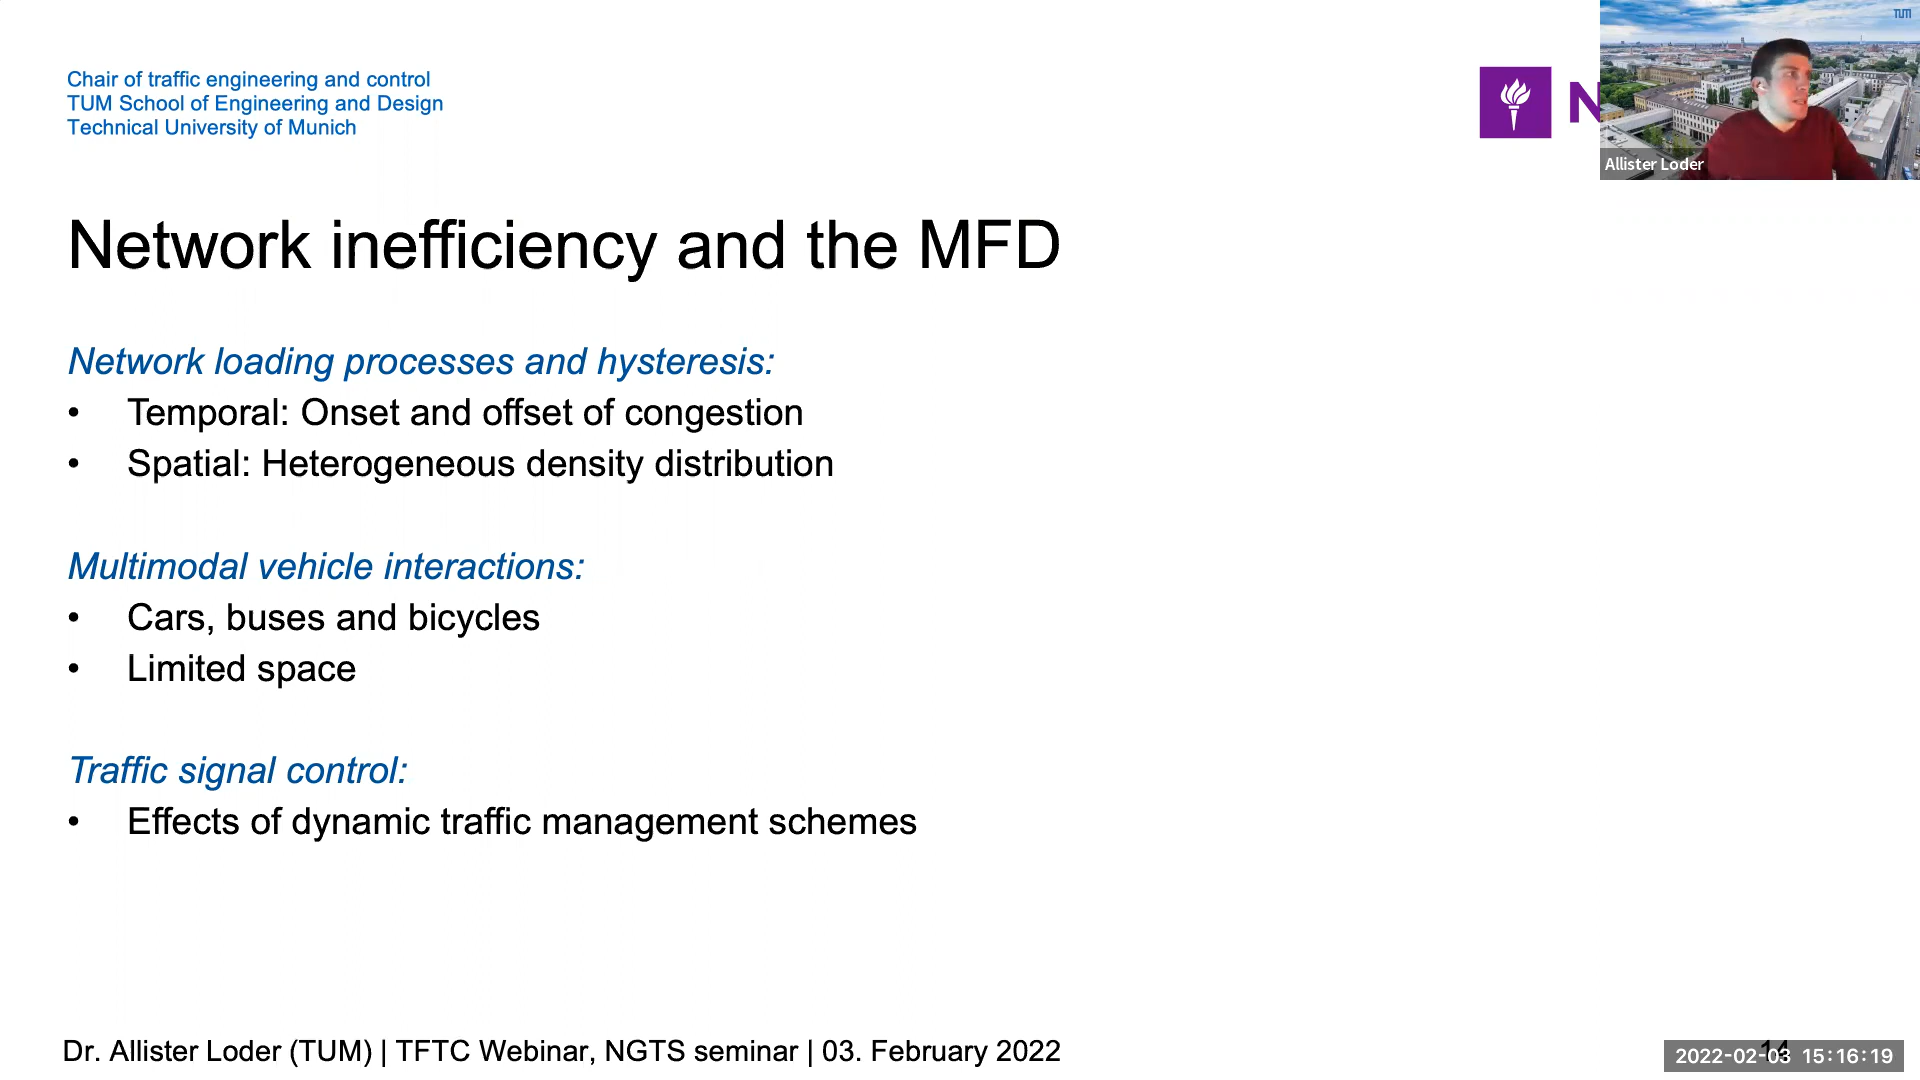 Chair of traffic engineering and control
TUM School of Engineering and Design
Technical University of Munich
TUM
N
Allister Loder
Network inefficiency and the MFD
Network loading processes and hysteresis:
• Temporal: Onset and offset of congestion
• Spatial: Heterogeneous density distribution
Multimodal vehicle interactions:
• Cars, buses and bicycles
• Limited space
Traffic signal control:
• Effects of dynamic traffic management schemes
Dr. Allister Loder (TUM) | TFTC Webinar, NGTS seminar | 03. February 2022
14
2022-02-03 15:16:19